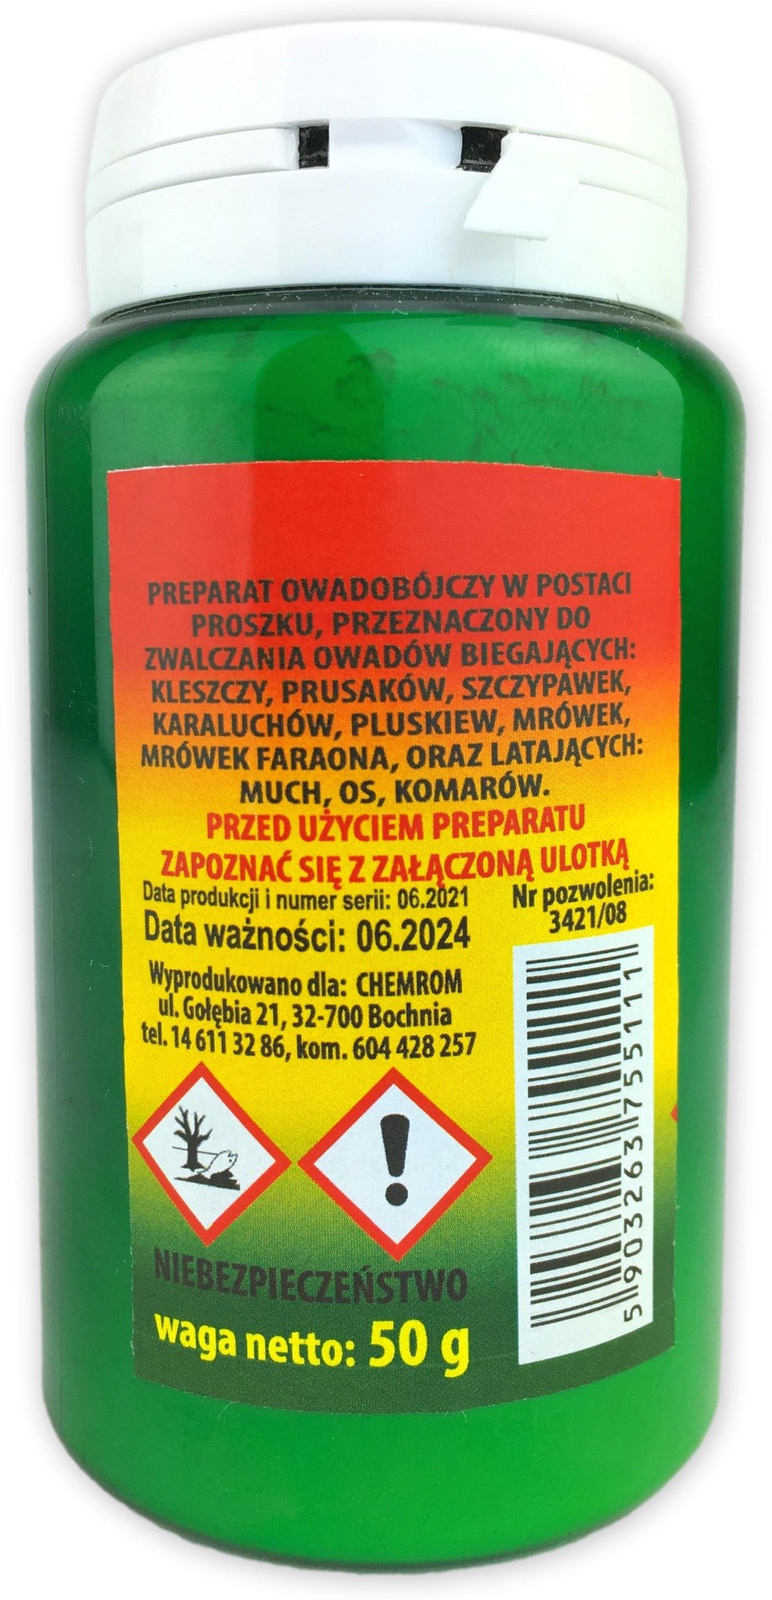 PREPARAT OWADOBÓJCZY W POSTACI
PROSZKU, PRZEZNACZONY DO
ZWALCZANIA OWADÓW BIEGAJĄCYCH:
KLESZCZY, PRUSAKÓW, SZCZYPAWEK,
KARALUCHÓW, PLUSKIEW, MRÓWEK,
MRÓWEK FARAONA, ORAZ LATAJĄCYCH:
MUCH, OS, KOMARÓW.
PRZED UŻYCIEM PREPARATU
ZAPOZNAĆ SIĘ Z ZAŁĄCZONĄ ULOTKĄ
Data produkcji i numer serii: 06.2021
Data ważności: 06.2024
Nr pozwolenia:
3421/08
Wyprodukowano dla: CHEMROM
ul. Gołębia 21, 32-700 Bochnia
tel. 14 611 32 86, kom. 604 428 257
NIEBEZPIECZEŃSTWO
waga netto: 50 g
5 903263 755111